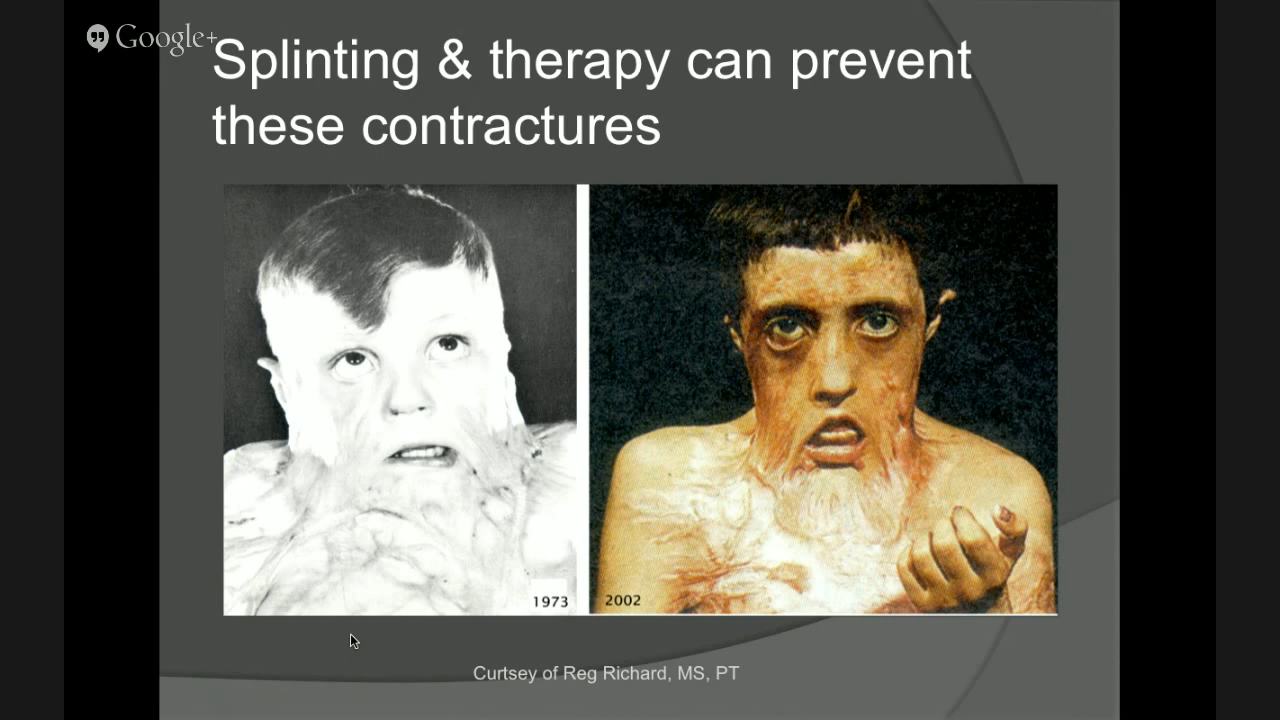 Google+
Splinting & therapy can prevent
these contractures
1973
2002
Curtsey of Reg Richard, MS, PT